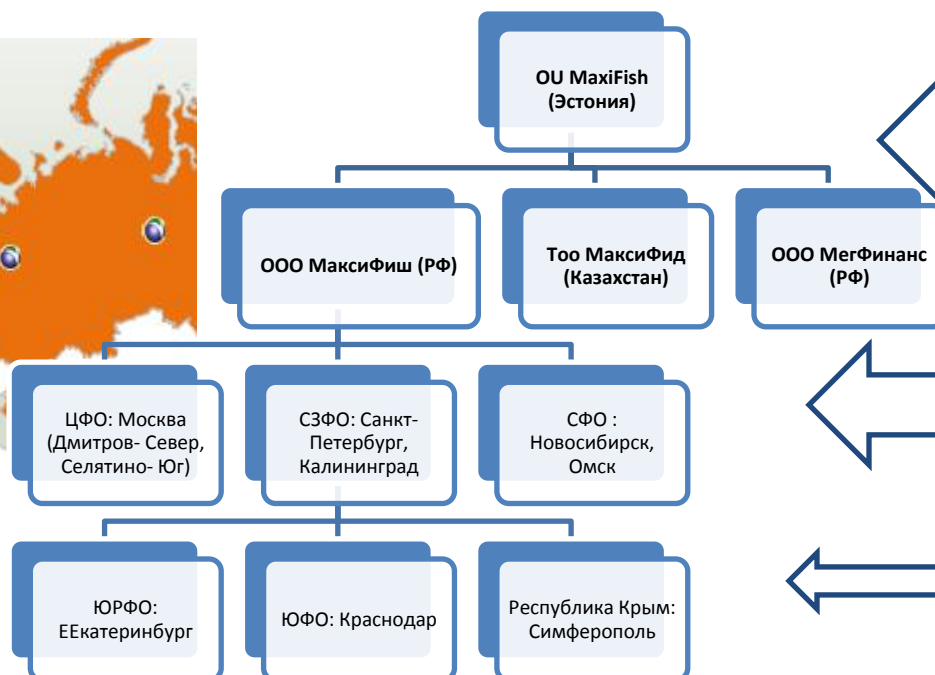 OU MaxiFish
(Эстония)
ООО МаксиФиш (РФ)
Тоо МаксиФид
(Казахстан)
ООО МегФинанс
(РФ)
ЦФО: Москва
(Дмитров- Север,
Селятино- Юг)
СЗФО: Санкт-
Петербург,
Калининград
СФО :
Новосибирск,
Омск
ЮРФО:
ЕЕкатеринбург
ЮФО: Краснодар
Республика Крым:
Симферополь